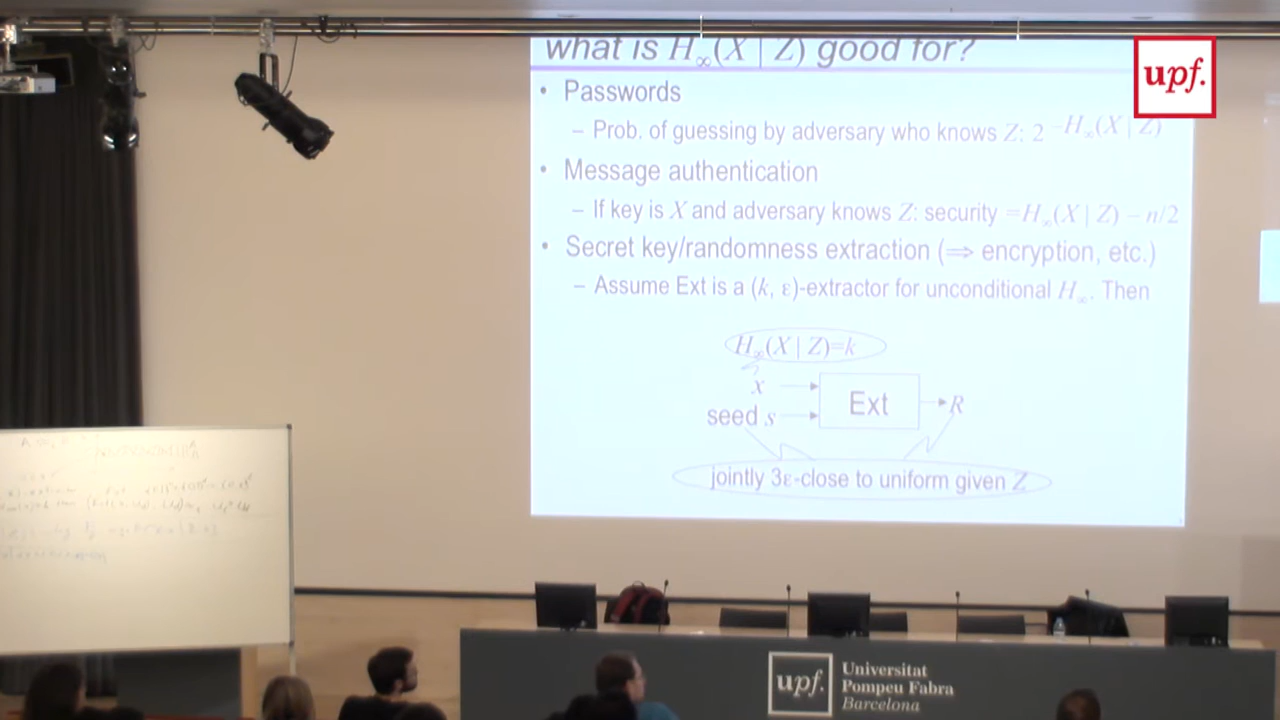 what is H∞(X | Z) good for?
upf.
• Passwords
– Prob. of guessing by adversary who knows Z: 2^–H∞(X | Z)
• Message authentication
– If key is X and adversary knows Z: security =H∞(X | Z) – n/2
• Secret key/randomness extraction (⇒ encryption, etc.)
– Assume Ext is a (k, ε)-extractor for unconditional H∞. Then
H∞(X | Z)=k
x
Ext
R
seed s
jointly 3ε-close to uniform given Z
upf.
Universitat
Pompeu Fabra
Barcelona